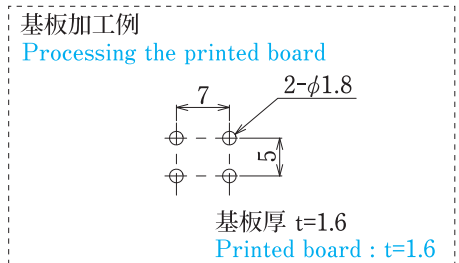 基板加工例
Processing the printed board
2-φ1.8
7
5
基板厚 t=1.6
Printed board : t=1.6